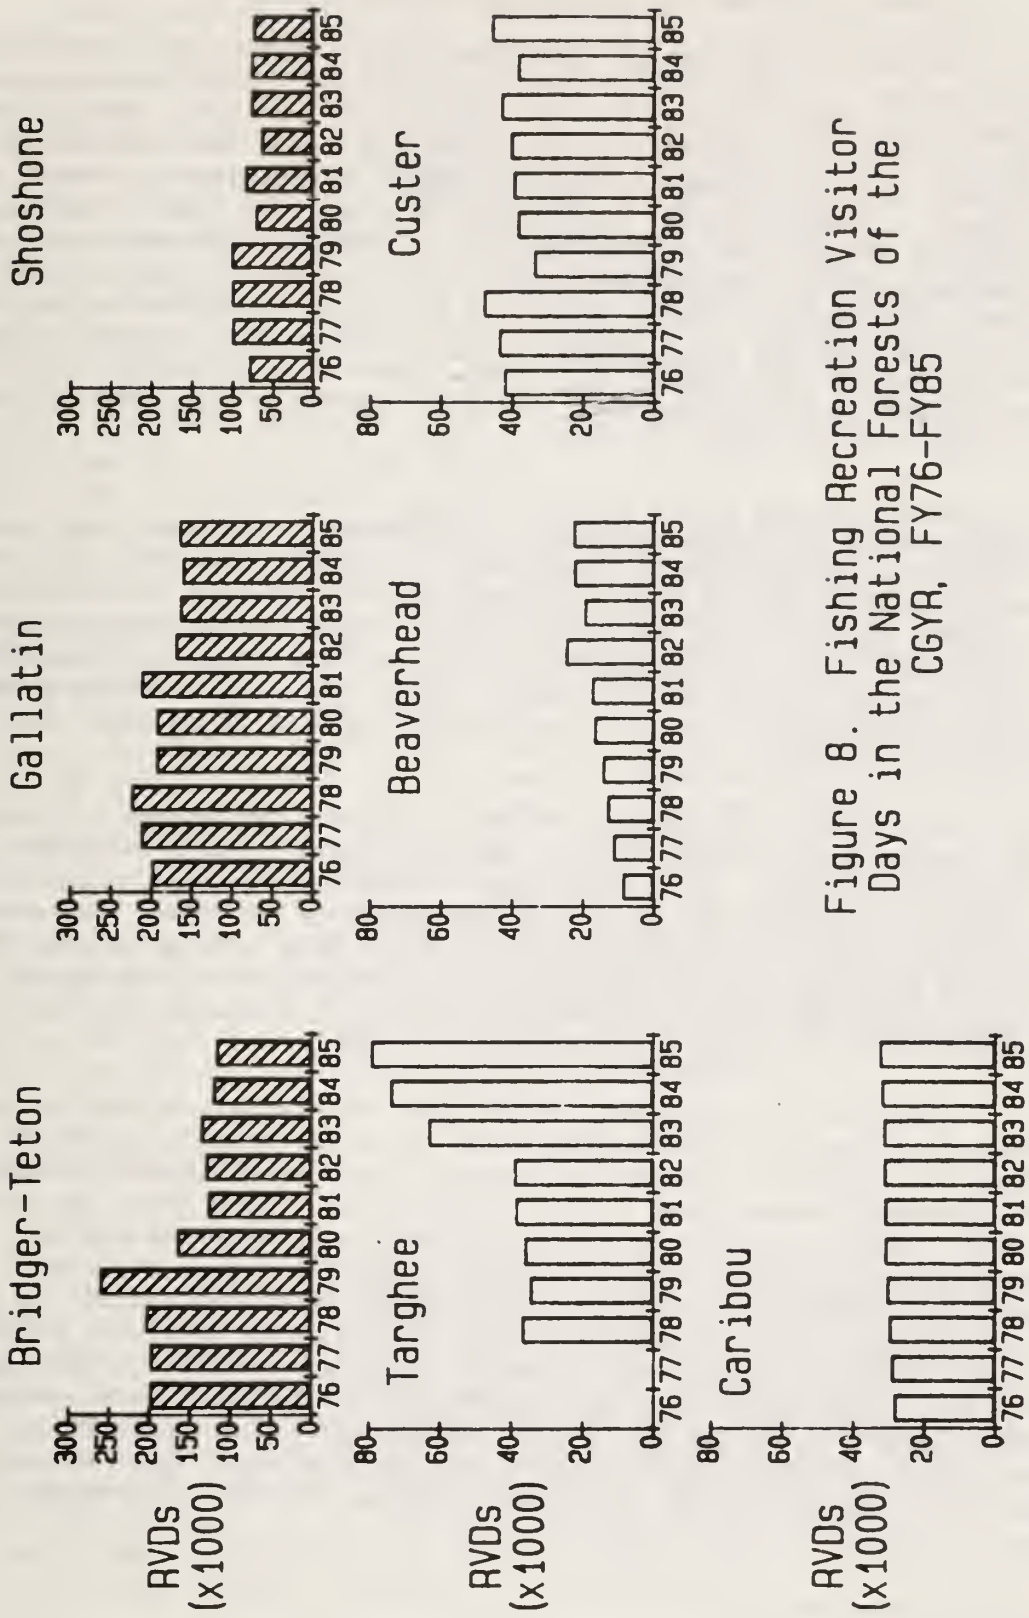 Bridger-Teton
RVDs
(x1000)
300
250
200
150
100
50
0
76 77 78 79 80 81 82 83 84 85
Gallatin
300
250
200
150
100
50
0
76 77 78 79 80 81 82 83 84 85
Shoshone
300
250
200
150
100
50
0
76 77 78 79 80 81 82 83 84 85
Targhee
RVDs
(x1000)
80
60
40
20
0
76 77 78 79 80 81 82 83 84 85
Beaverhead
80
60
40
20
0
76 77 78 79 80 81 82 83 84 85
Custer
80
60
40
20
0
76 77 78 79 80 81 82 83 84 85
Caribou
RVDs
(x1000)
80
60
40
20
0
76 77 78 79 80 81 82 83 84 85
Figure 8. Fishing Recreation Visitor
Days in the National Forests of the
CGYR, FY76-FY85